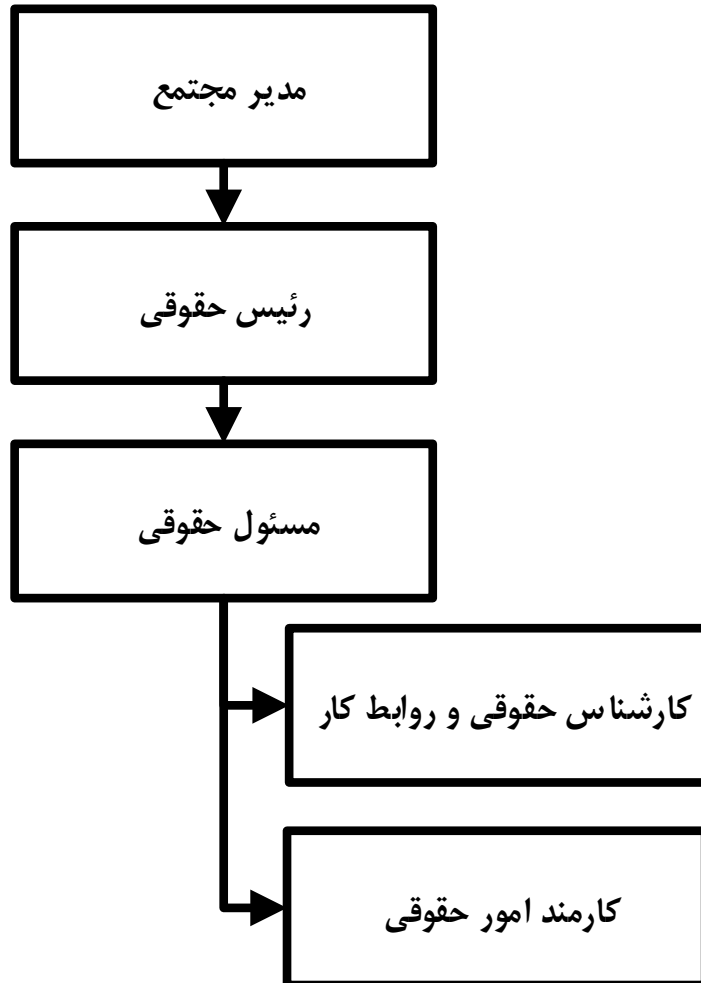 مدیر مجتمع
رئیس حقوقی
مسئول حقوقی
کارشناس حقوقی و روابط کار
کارمند امور حقوقی